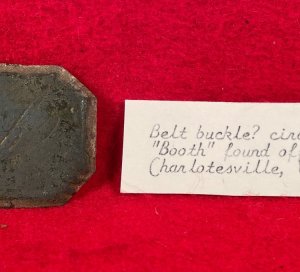 Belt buckle? circ
"Booth" found of
Charlotesville,